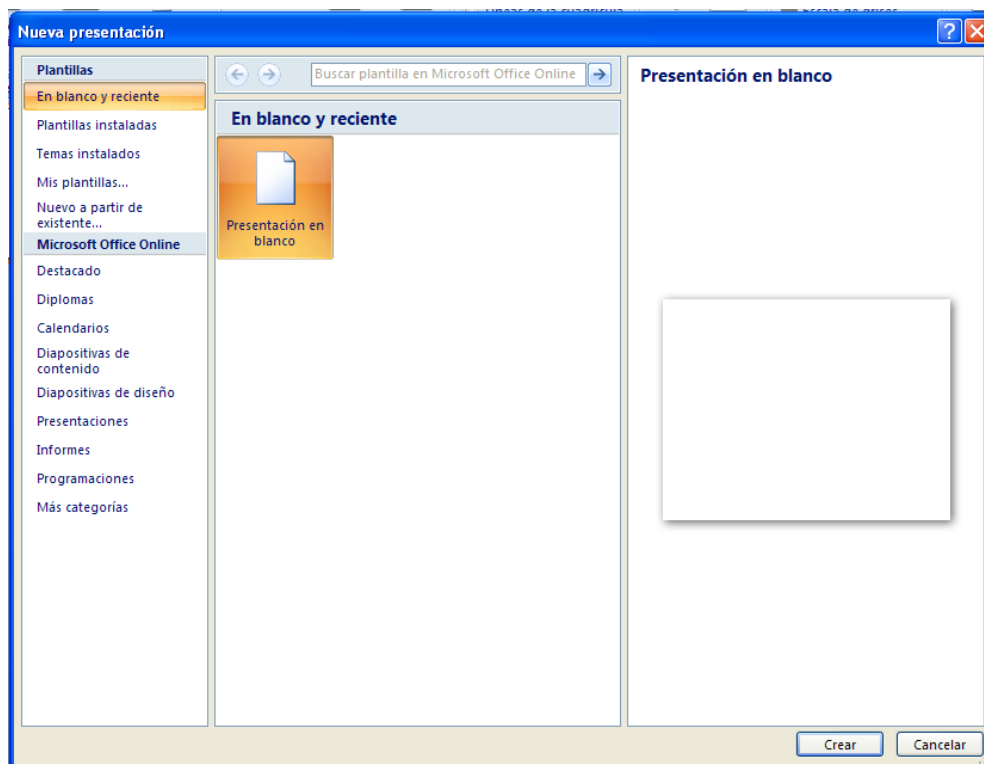 Nueva presentación
Plantillas
En blanco y reciente
Plantillas instaladas
Temas instalados
Mis plantillas...
Nuevo a partir de
existente...
Microsoft Office Online
Destacado
Diplomas
Calendarios
Diapositivas de
contenido
Diapositivas de diseño
Presentaciones
Informes
Programaciones
Más categorías
Buscar plantilla en Microsoft Office Online
En blanco y reciente
Presentación en
blanco
Presentación en blanco
Crear
Cancelar